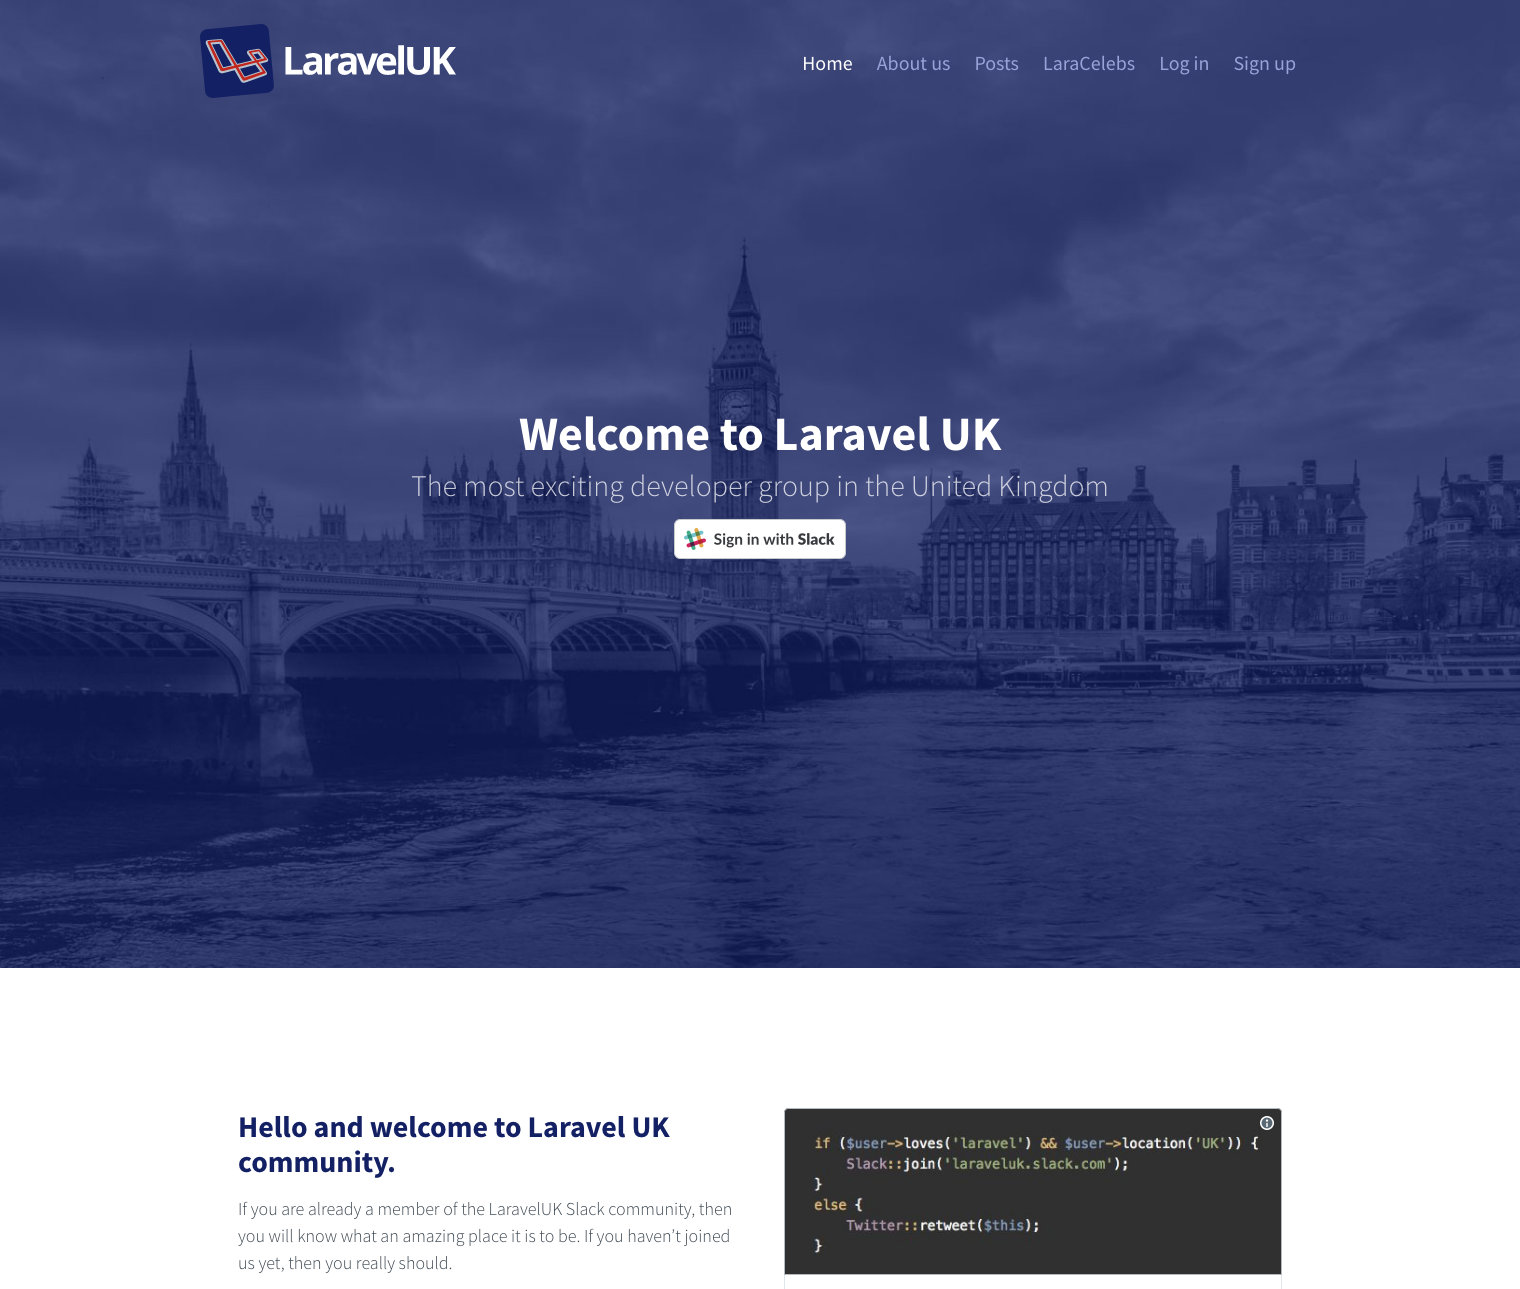 LaravelUK
Home About us Posts LaraCelebs Log in Sign up
Welcome to Laravel UK
The most exciting developer group in the United Kingdom
Sign in with Slack
Hello and welcome to Laravel UK
community.
If you are already a member of the LaravelUK Slack community, then
you will know what an amazing place it is to be. If you haven’t joined
us yet, then you really should.
if ($user->loves('laravel') && $user->location('UK')) {
    Slack::join('laraveluk.slack.com');
}
else {
    Twitter::retweet($this);
}